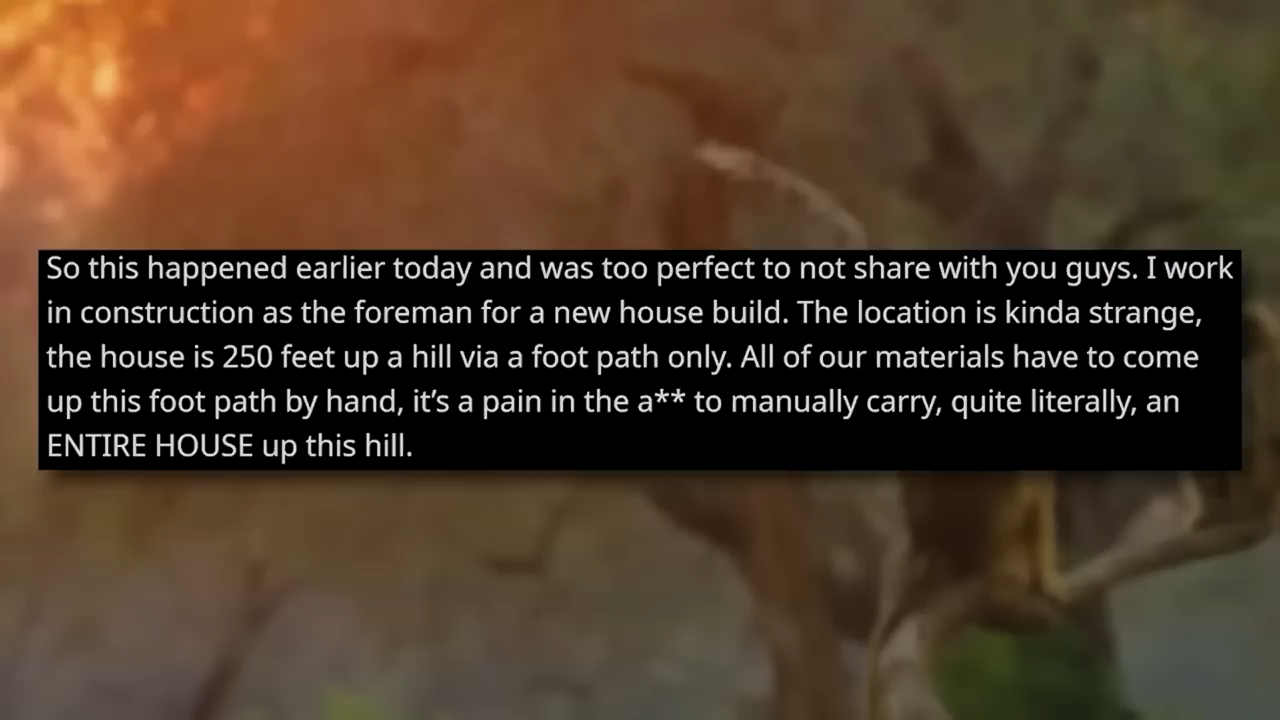 So this happened earlier today and was too perfect to not share with you guys. I work
in construction as the foreman for a new house build. The location is kinda strange,
the house is 250 feet up a hill via a foot path only. All of our materials have to come
up this foot path by hand, it’s a pain in the a** to manually carry, quite literally, an
ENTIRE HOUSE up this hill.